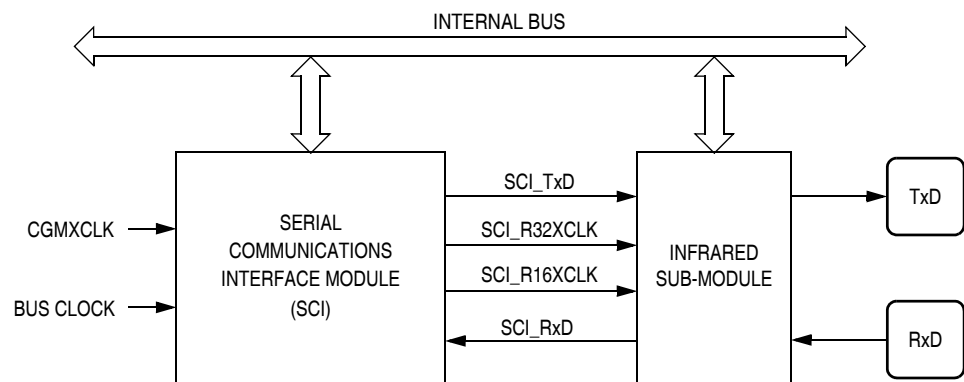 INTERNAL BUS
SCI_TxD
TxD
CGMXCLK
SERIAL
COMMUNICATIONS
INTERFACE MODULE
(SCI)
SCI_R32XCLK
INFRARED
SUB-MODULE
SCI_R16XCLK
BUS CLOCK
SCI_RxD
RxD